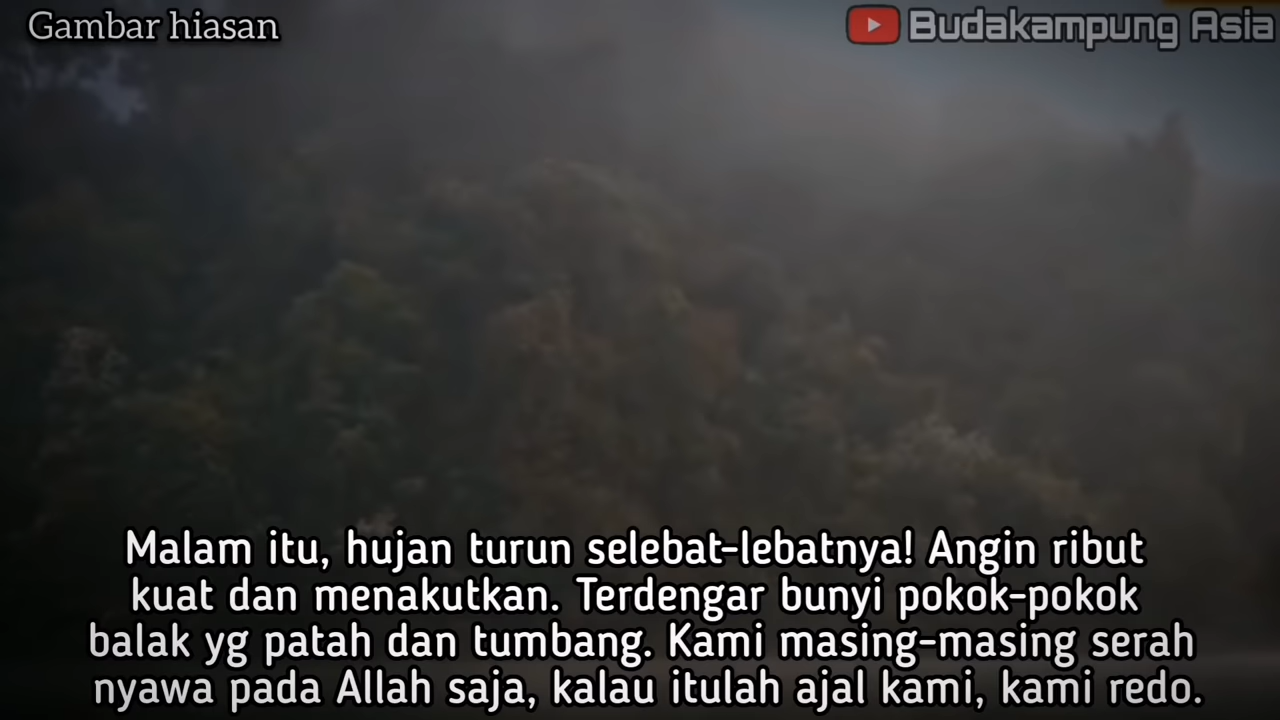 Gambar hiasan
Budakampung Asia
Malam itu, hujan turun selebat-lebatnya! Angin ribut
kuat dan menakutkan. Terdengar bunyi pokok-pokok
balak yg patah dan tumbang. Kami masing-masing serah
nyawa pada Allah saja, kalau itulah ajal kami, kami redo.